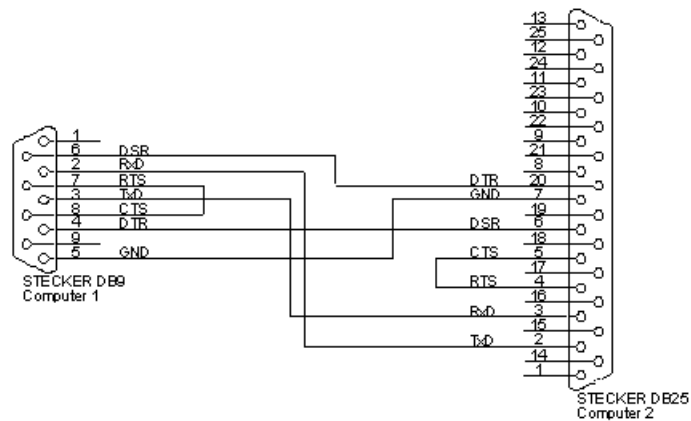 13
25
12
24
11
23
10
22
9
21
8
DTR 20
GND 7
19
DSR 6
18
CTS 5
17
RTS 4
16
RxD 3
15
TxD 2
14
1
STECKER DB25
Computer 2
1
6 DSR
2 RxD
7 RTS
3 TxD
8 CTS
4 DTR
9
5 GND
STECKER DB9
Computer 1